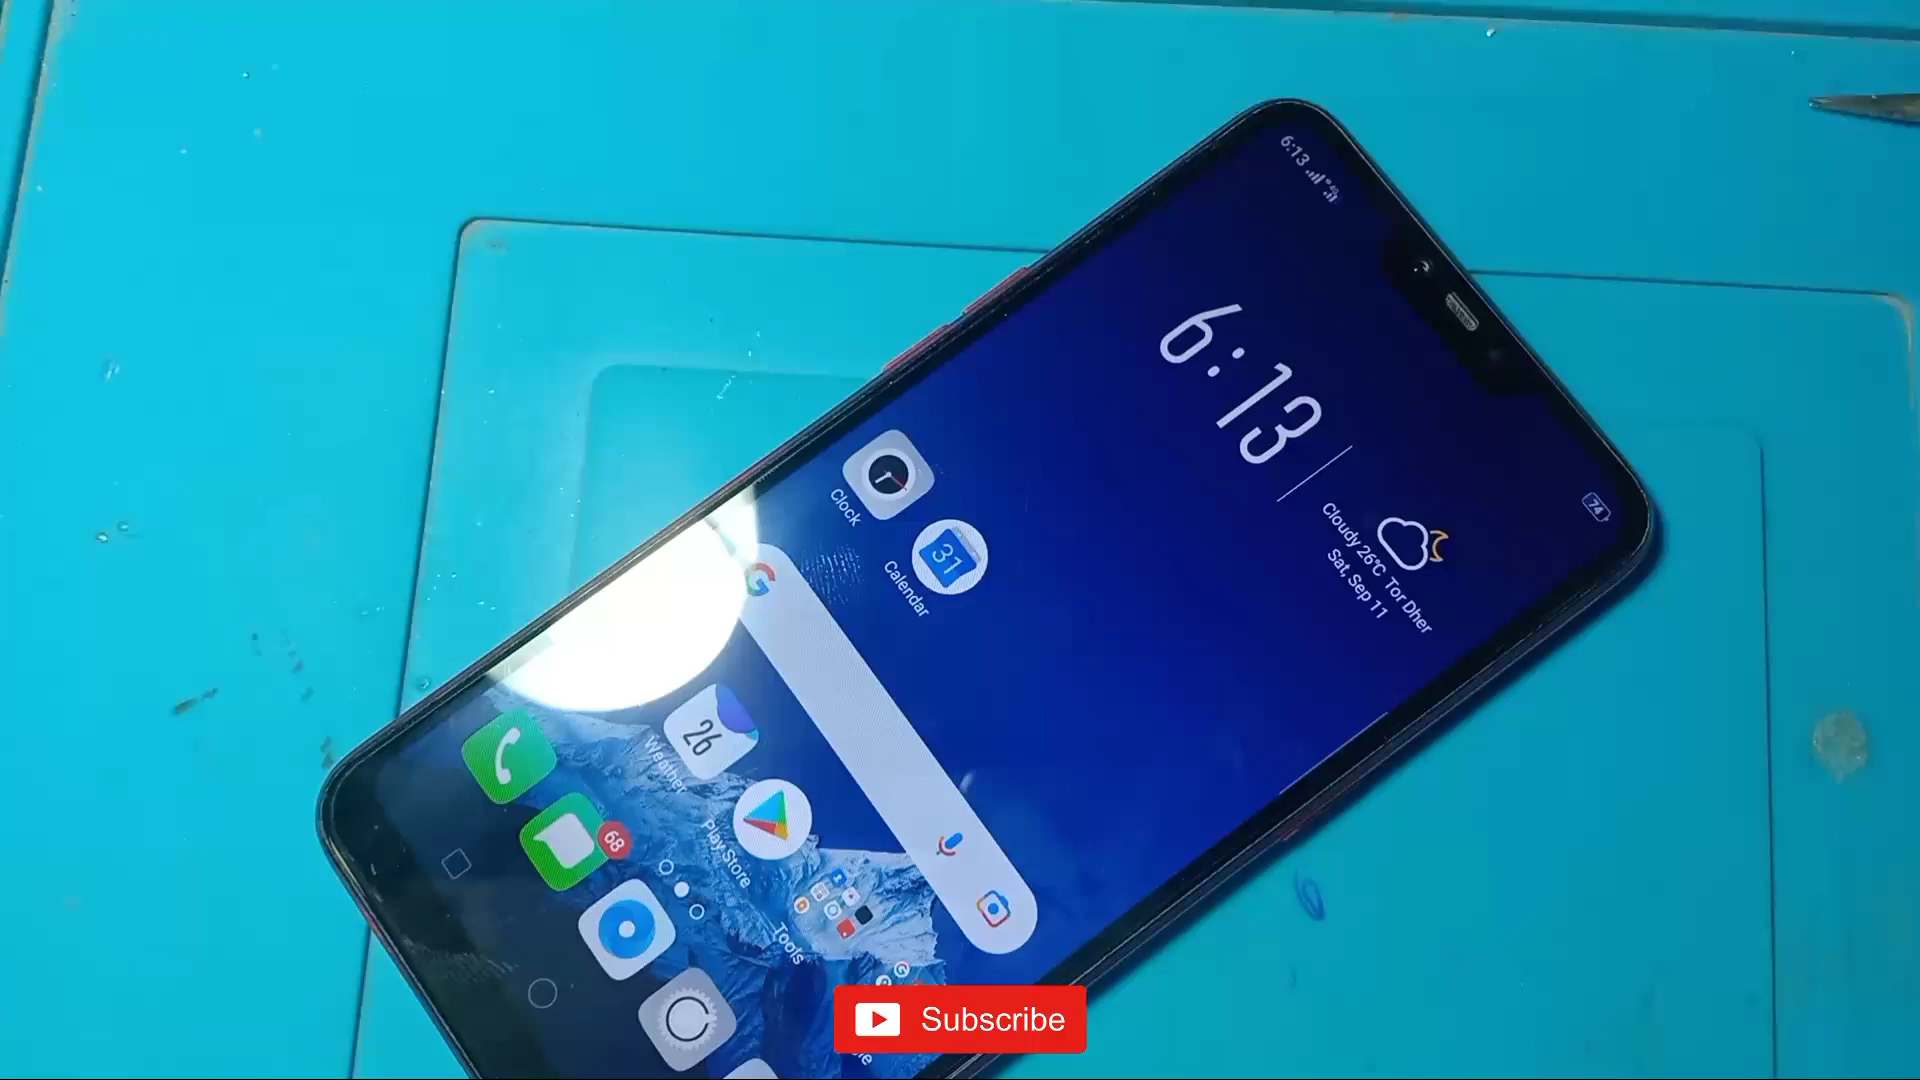 6:13
4G
74
6:13
Cloudy 26°C Tor Dher
Sat, Sep 11
Clock
31
Calendar
G
26
Weather
Play Store
Tools
68
Subscribe